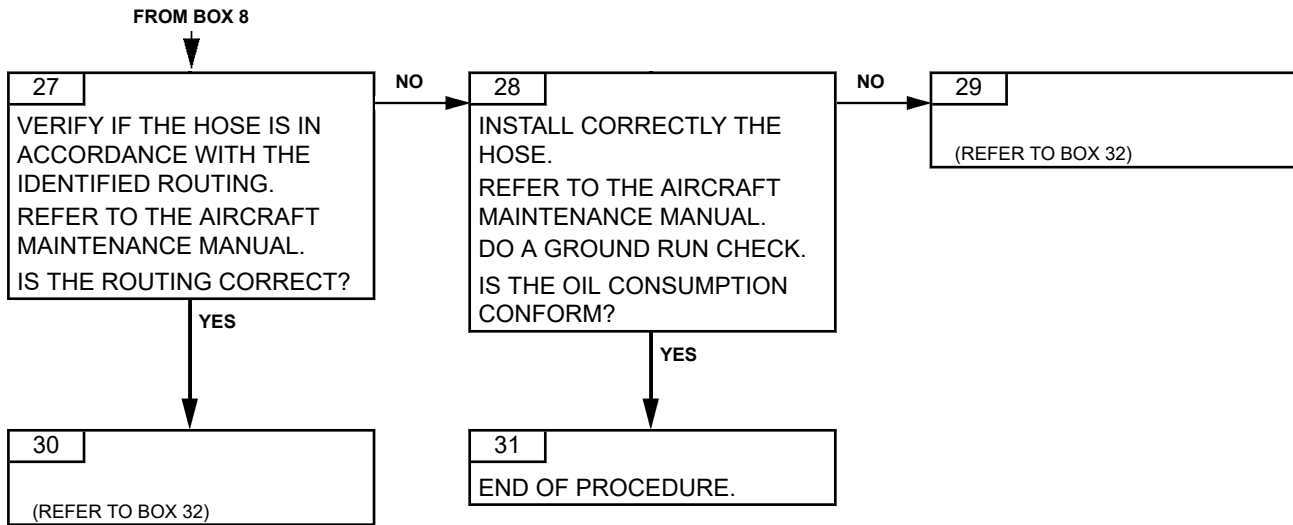 FROM BOX 8
27
VERIFY IF THE HOSE IS IN
ACCORDANCE WITH THE
IDENTIFIED ROUTING.
REFER TO THE AIRCRAFT
MAINTENANCE MANUAL.
IS THE ROUTING CORRECT?
NO
28
INSTALL CORRECTLY THE
HOSE.
REFER TO THE AIRCRAFT
MAINTENANCE MANUAL.
DO A GROUND RUN CHECK.
IS THE OIL CONSUMPTION
CONFORM?
NO
29
(REFER TO BOX 32)
YES
YES
30
(REFER TO BOX 32)
31
END OF PROCEDURE.